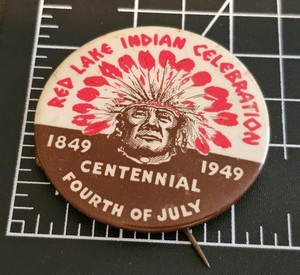 RED LAKE INDIAN CELEBRATION
1849 1949
CENTENNIAL
FOURTH OF JULY